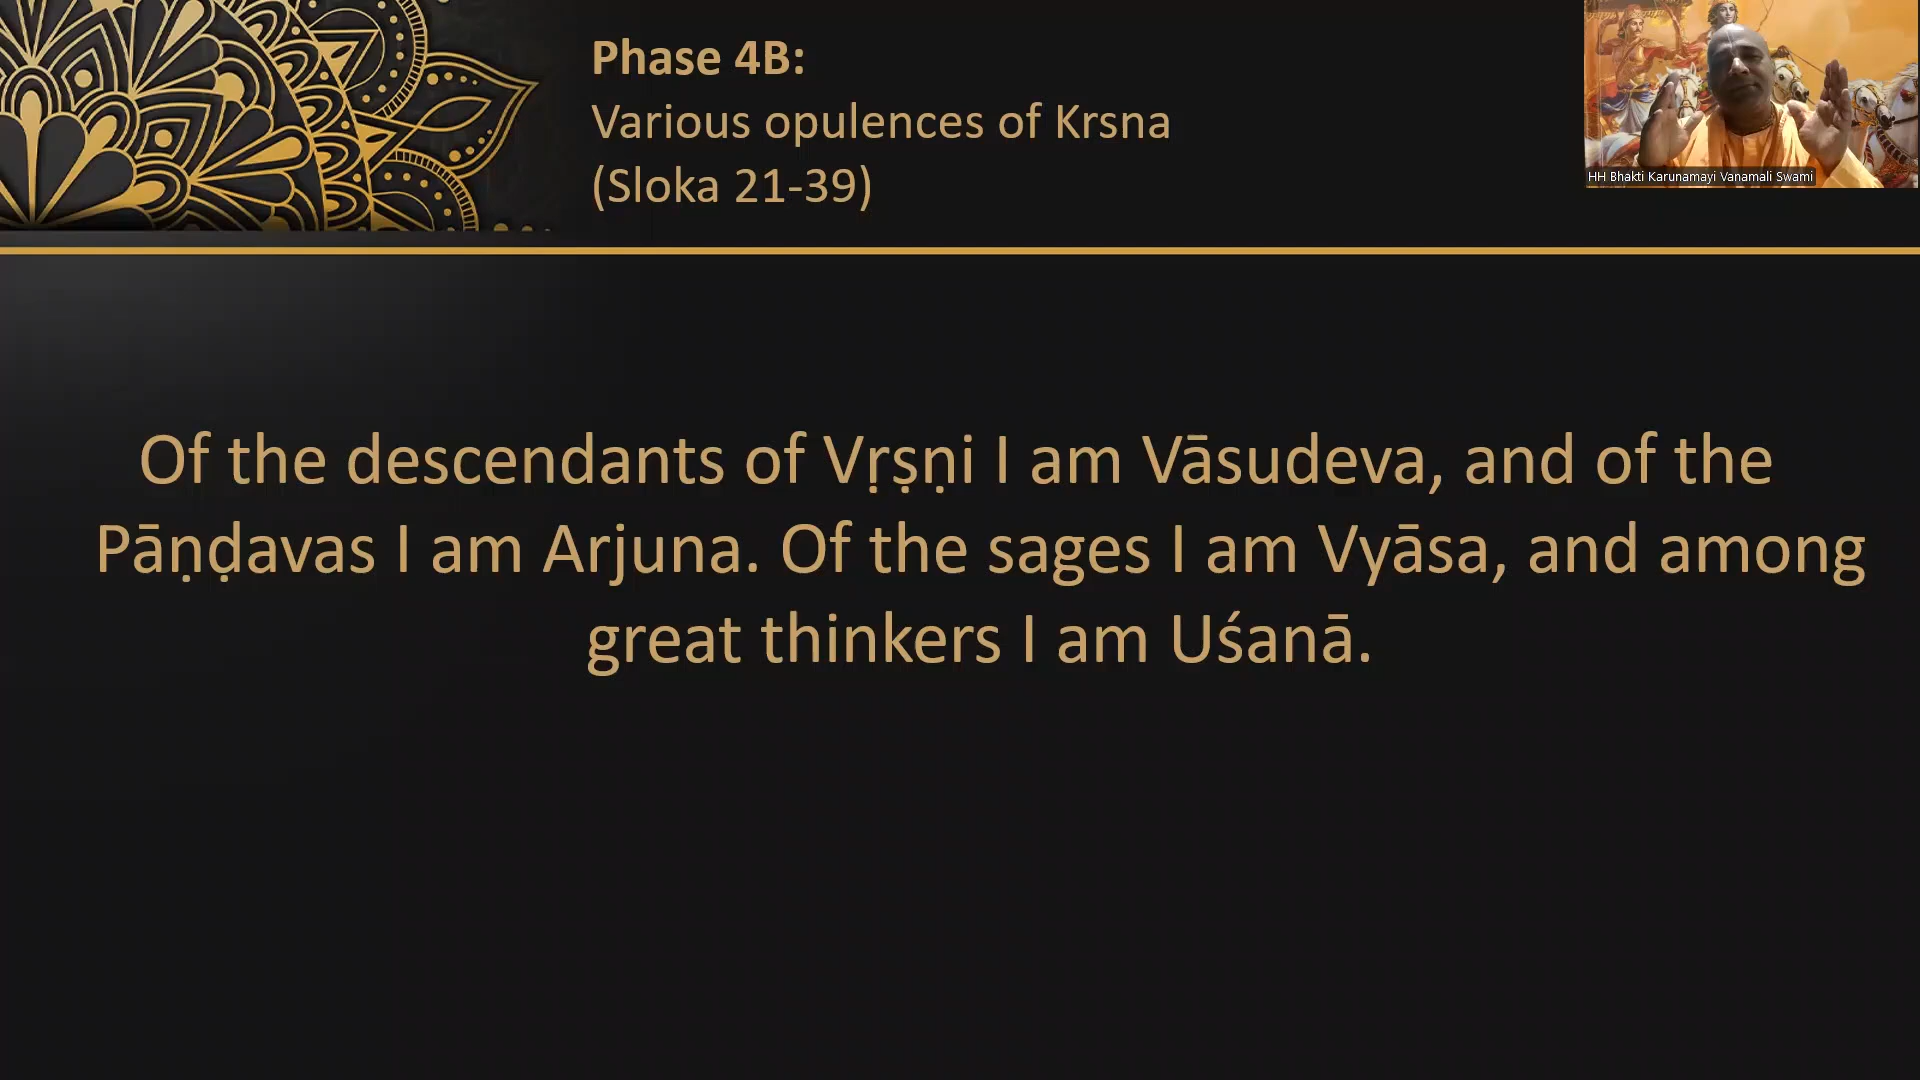 Phase 4B:
Various opulences of Krsna
(Sloka 21-39)
HH Bhakti Karunamayi Vanamali Swami
Of the descendants of Vṛṣṇi I am Vāsudeva, and of the
Pāṇḍavas I am Arjuna. Of the sages I am Vyāsa, and among
great thinkers I am Uśanā.